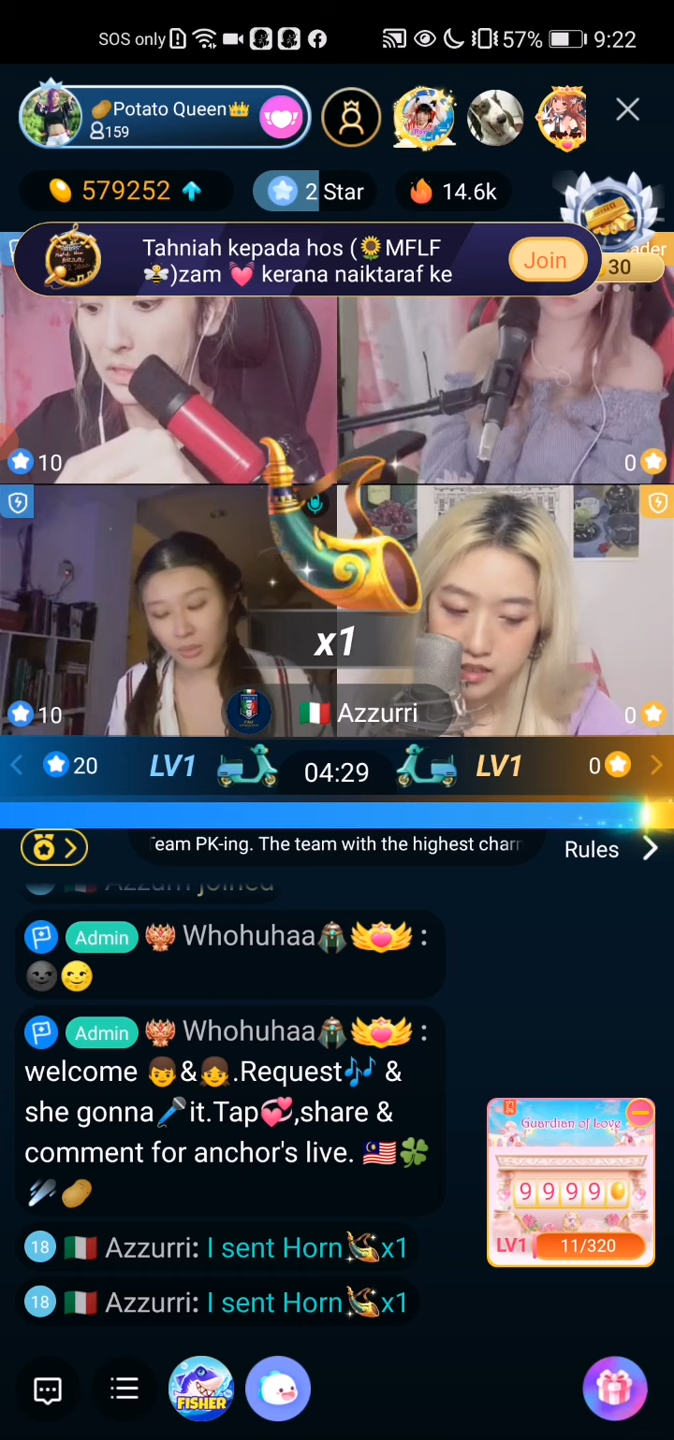 SOS only
57%
9:22
🥔Potato Queen👑
159
579252
2 Star
14.6k
Tahniah kepada hos (🌻MFLF
🐝)zam 💓 kerana naiktaraf ke
Join
30
10
0
x1
🇮🇹 Azzurri
10
0
20
LV1
04:29
LV1
0
Team PK-ing. The team with the highest charm
Rules
Azzurri joined
Admin Whohuhaa :
🌚🌝
Admin Whohuhaa :
welcome 👦&👧.Request🎶 &
she gonna🎤it.Tap💞,share &
comment for anchor's live. 🇲🇾🍀
☄️🥔
Guardian of Love
9999
LV1
11/320
18 🇮🇹 Azzurri: I sent Horn x1
18 🇮🇹 Azzurri: I sent Horn x1
FISHER